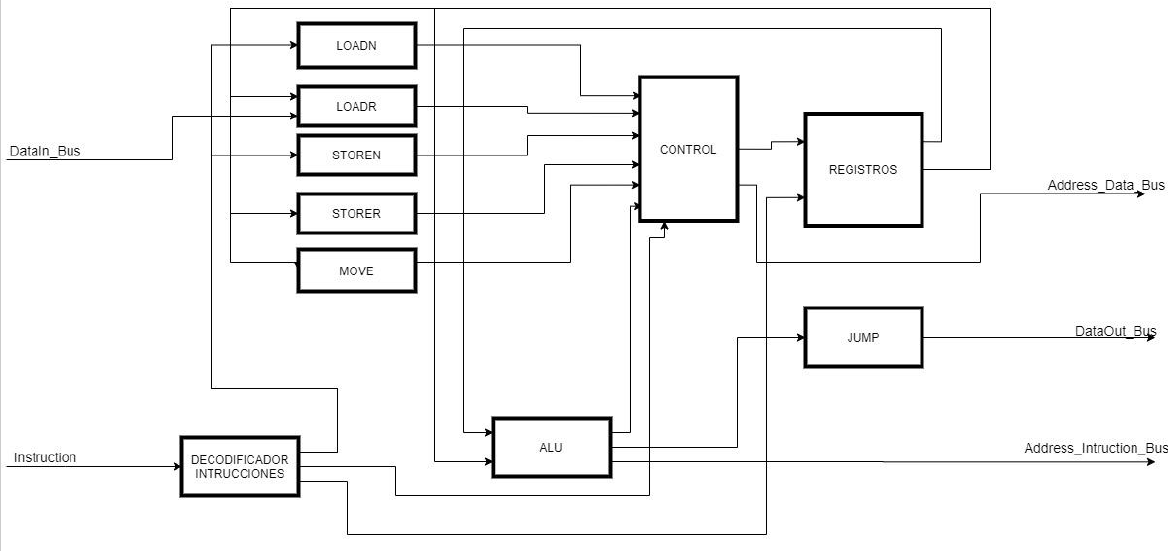 LOADN
LOADR
DataIn_Bus
STOREN
CONTROL
REGISTROS
Address_Data_Bus
STORER
MOVE
JUMP
DataOut_Bus
ALU
Address_Intruction_Bus
Instruction
DECODIFICADOR
INTRUCCIONES